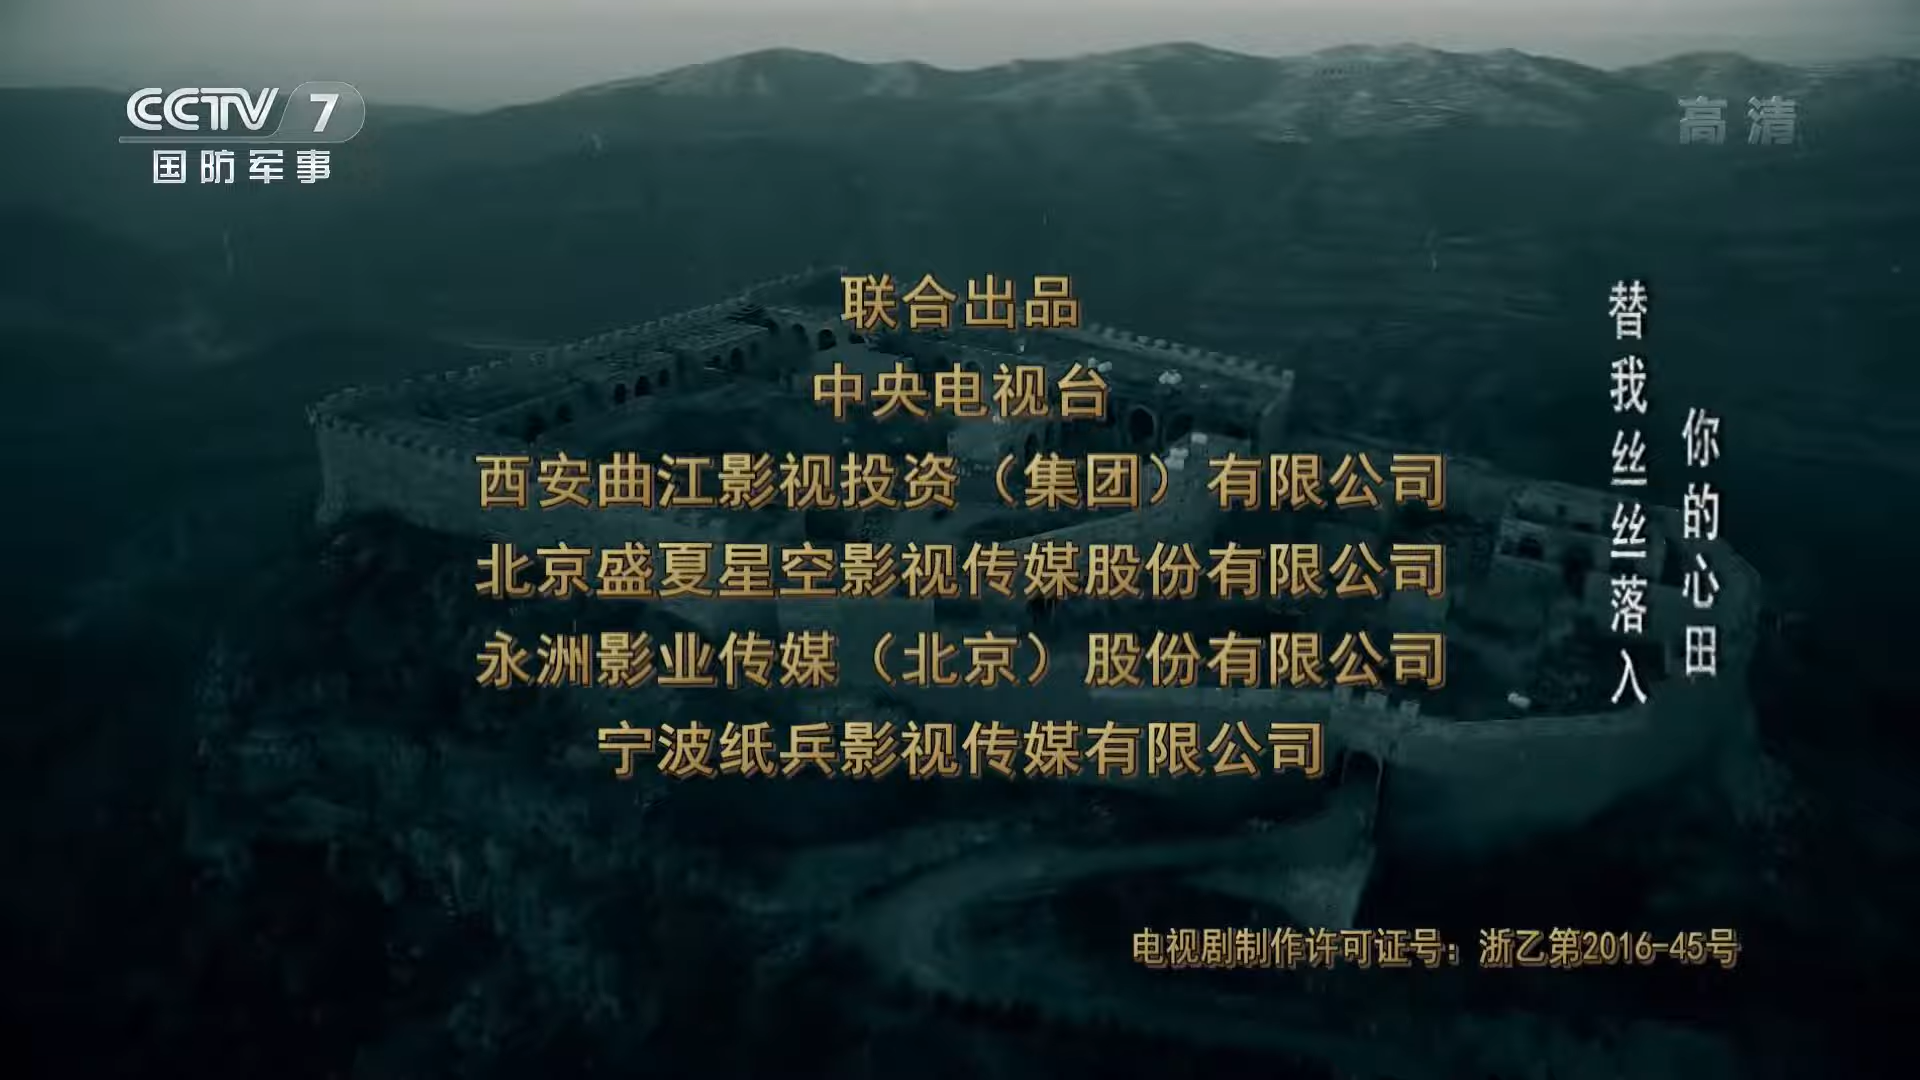 CCTV 7
国防军事
高清
联合出品
中央电视台
西安曲江影视投资（集团）有限公司
北京盛夏星空影视传媒股份有限公司
永洲影业传媒（北京）股份有限公司
宁波纸兵影视传媒有限公司
替我丝丝落入
你的心田
电视剧制作许可证号：浙乙第2016-45号